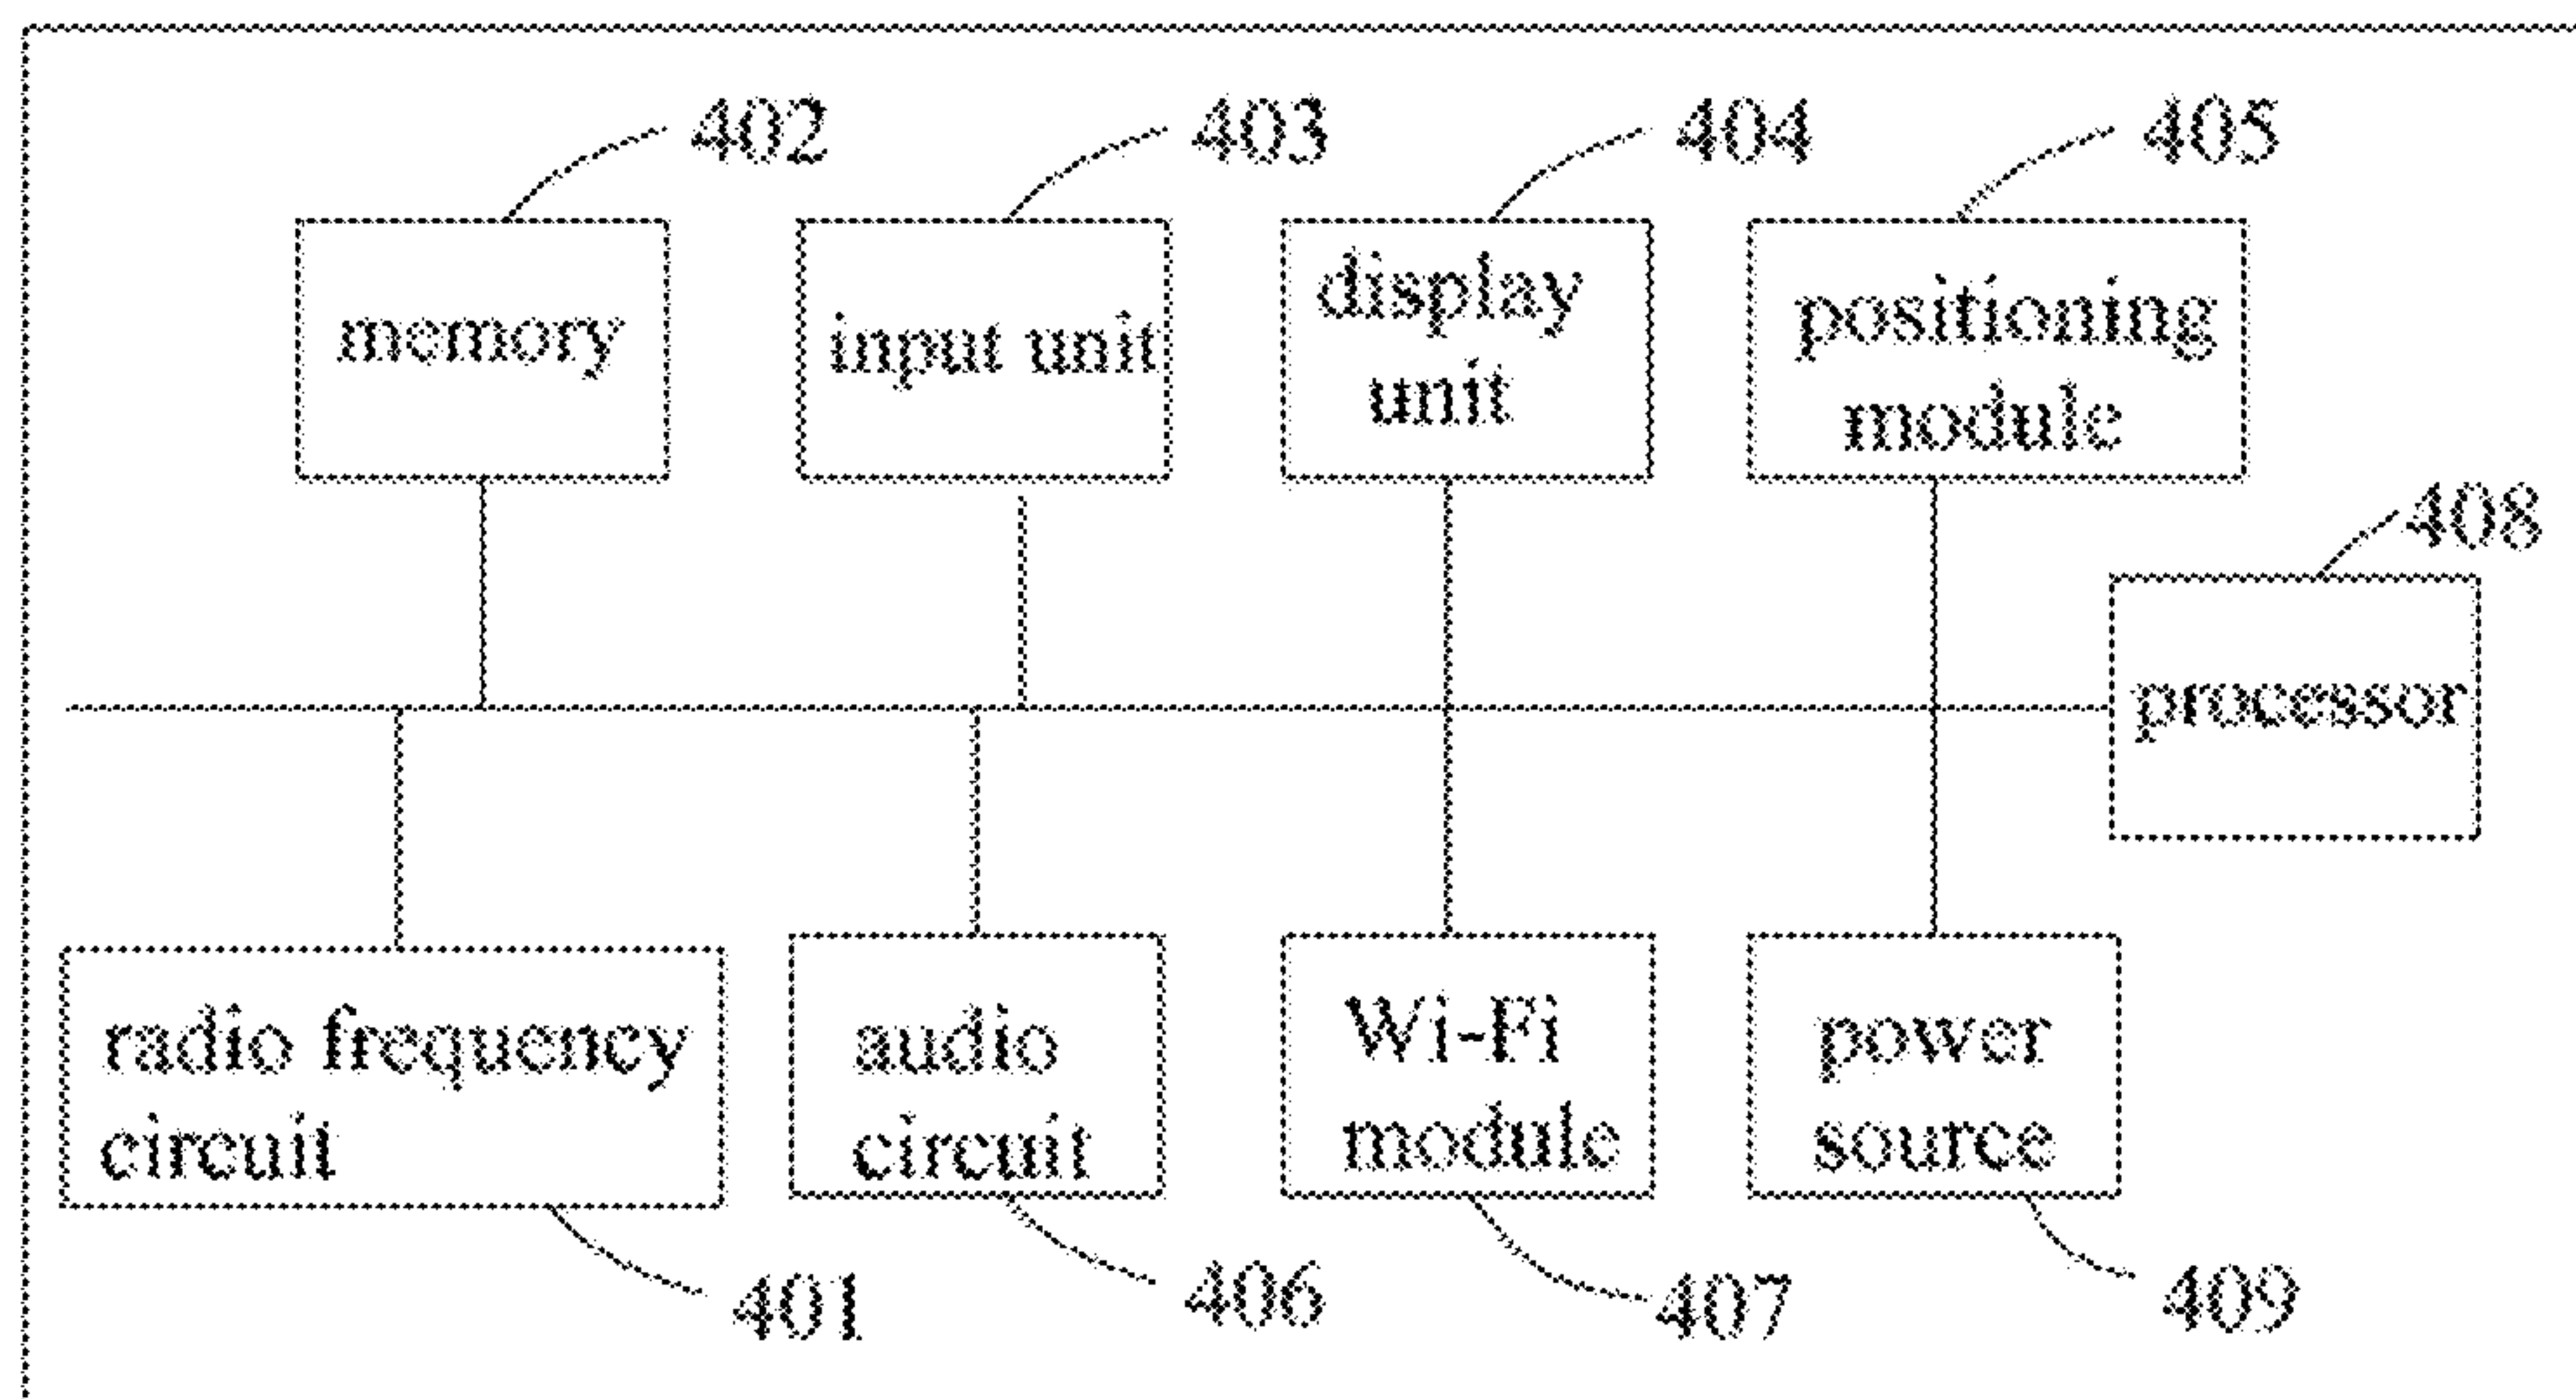 402
403
404
405
memory
input unit
display
unit
positioning
module
408
processor
radio frequency
circuit
audio
circuit
Wi-Fi
module
power
source
401
406
407
409